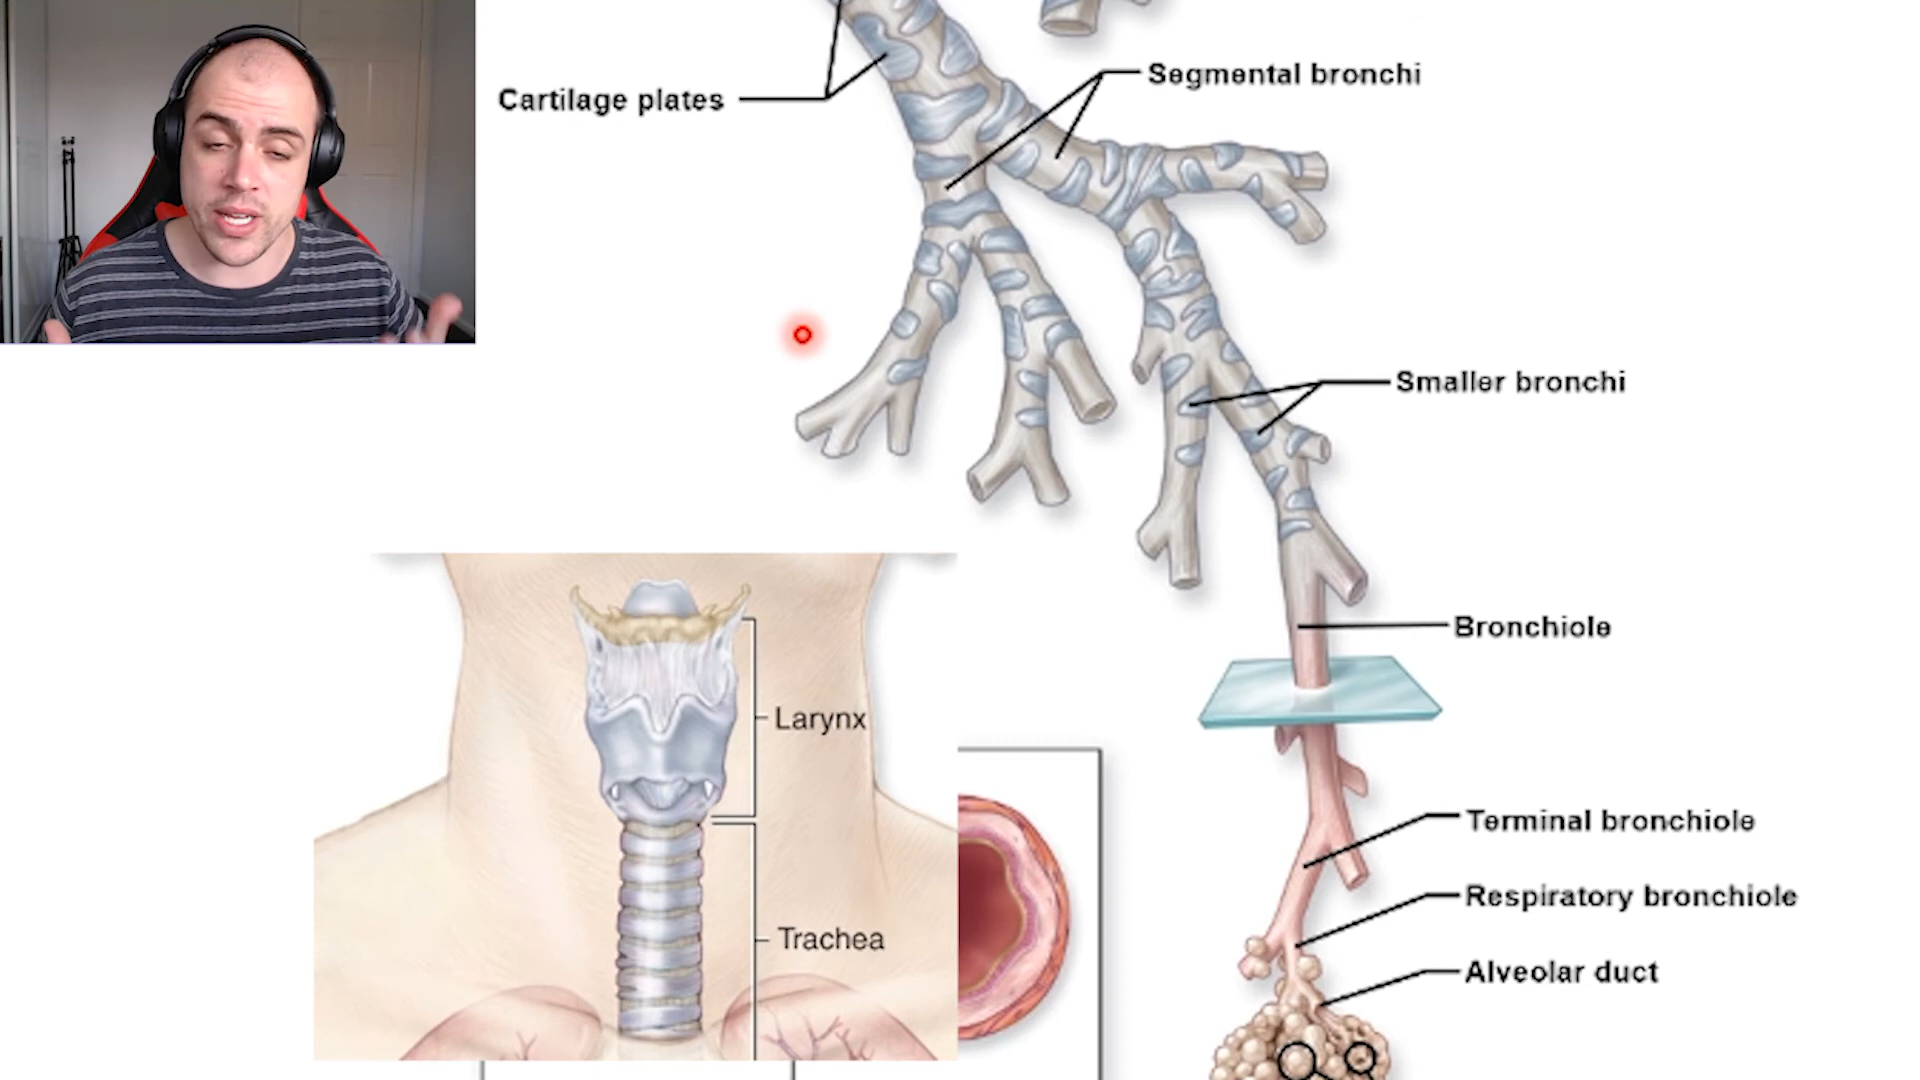 Segmental bronchi
Cartilage plates
Smaller bronchi
Bronchiole
Larynx
Terminal bronchiole
Respiratory bronchiole
Trachea
Alveolar duct